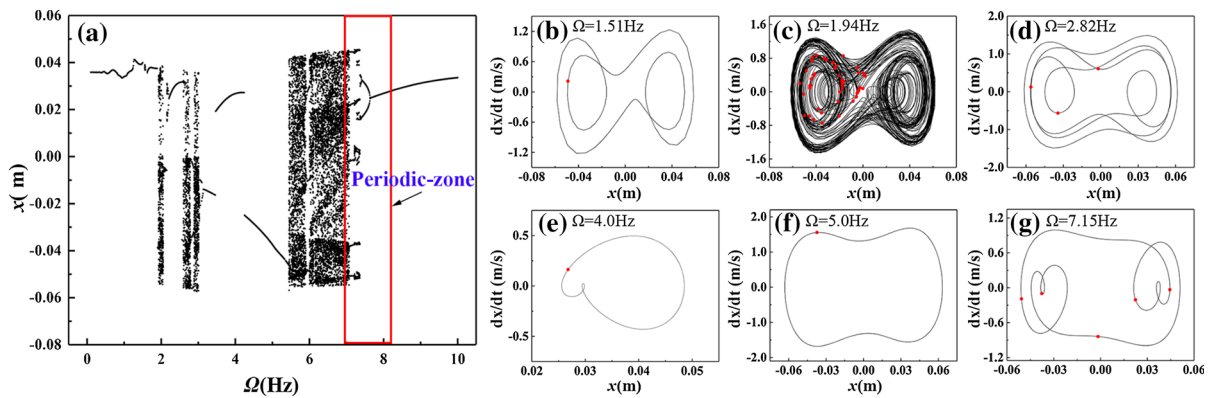 (a)
0.08
0.06
0.04
0.02
0.00
-0.02
-0.04
-0.06
-0.08
x( m)
0
2
4
6
8
10
Ω(Hz)
Periodic-zone
(b)
Ω=1.51Hz
1.2
0.6
0.0
-0.6
-1.2
dx/dt (m/s)
-0.08 -0.04 0.00 0.04 0.08
x(m)
(c)
Ω=1.94Hz
1.6
0.8
0.0
-0.8
-1.6
dx/dt (m/s)
-0.08 -0.04 0.00 0.04 0.08
x(m)
(d)
Ω=2.82Hz
2.0
1.0
0.0
-1.0
-2.0
dx/dt (m/s)
-0.06 -0.03 0.00 0.03 0.06
x(m)
(e)
Ω=4.0Hz
0.5
0.0
-0.5
dx/dt (m/s)
0.02 0.03 0.04 0.05
x(m)
(f)
Ω=5.0Hz
2.0
1.0
0.0
-1.0
-2.0
dx/dt (m/s)
-0.06 -0.03 0.00 0.03 0.06
x(m)
(g)
Ω=7.15Hz
1.2
0.6
0.0
-0.6
-1.2
dx/dt (m/s)
-0.06 -0.03 0.00 0.03 0.06
x(m)